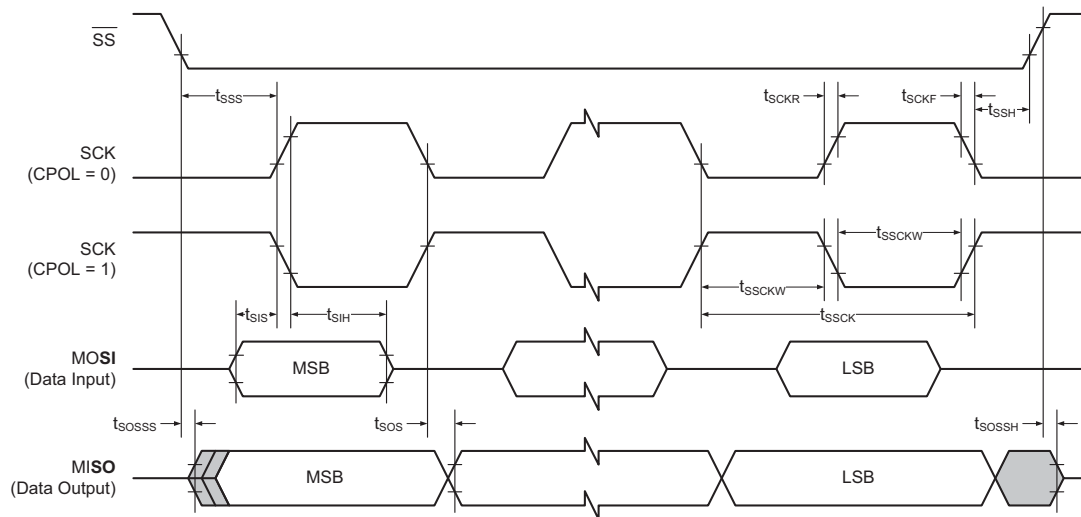 SS
tSSS
tSCKR
tSCKF
tSSH
SCK
(CPOL = 0)
SCK
(CPOL = 1)
tSSCKW
tSSCKW
tSSCK
tSIS
tSIH
MOSI
(Data Input)
MSB
LSB
tSOSSS
tSOS
tSOSSH
MISO
(Data Output)
MSB
LSB